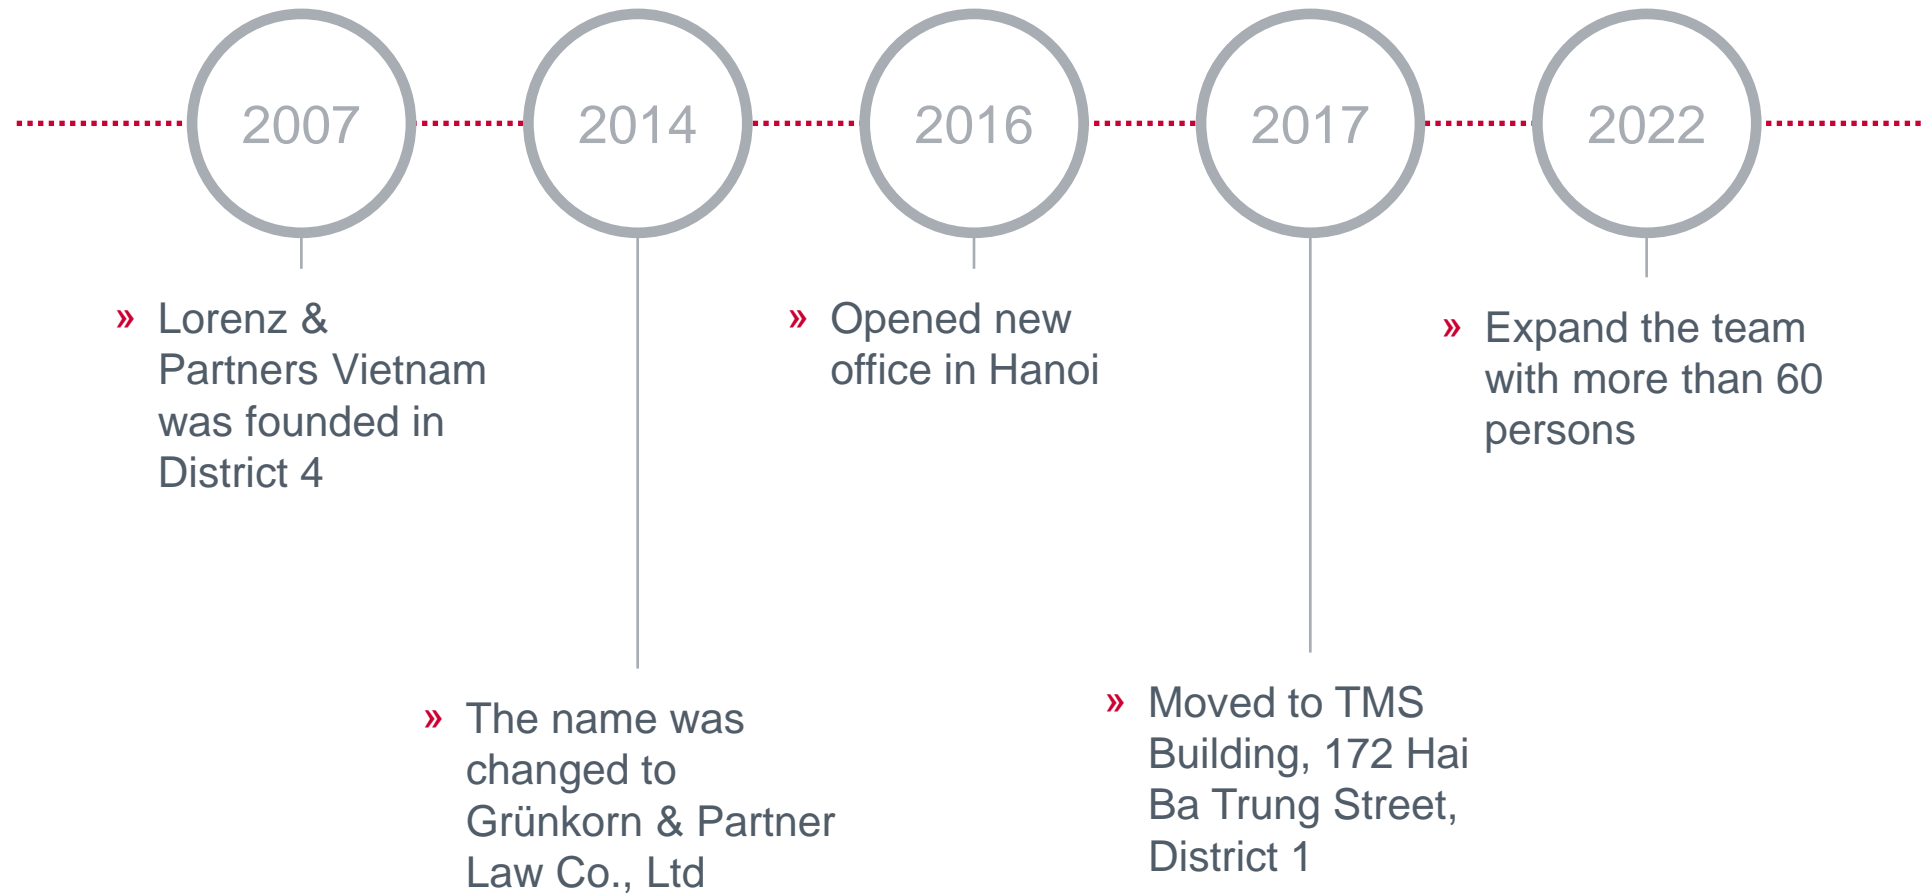 2007
2014
2016
2017
2022
» Lorenz &
Partners Vietnam
was founded in
District 4
» The name was
changed to
Grünkorn & Partner
Law Co., Ltd
» Opened new
office in Hanoi
» Moved to TMS
Building, 172 Hai
Ba Trung Street,
District 1
» Expand the team
with more than 60
persons